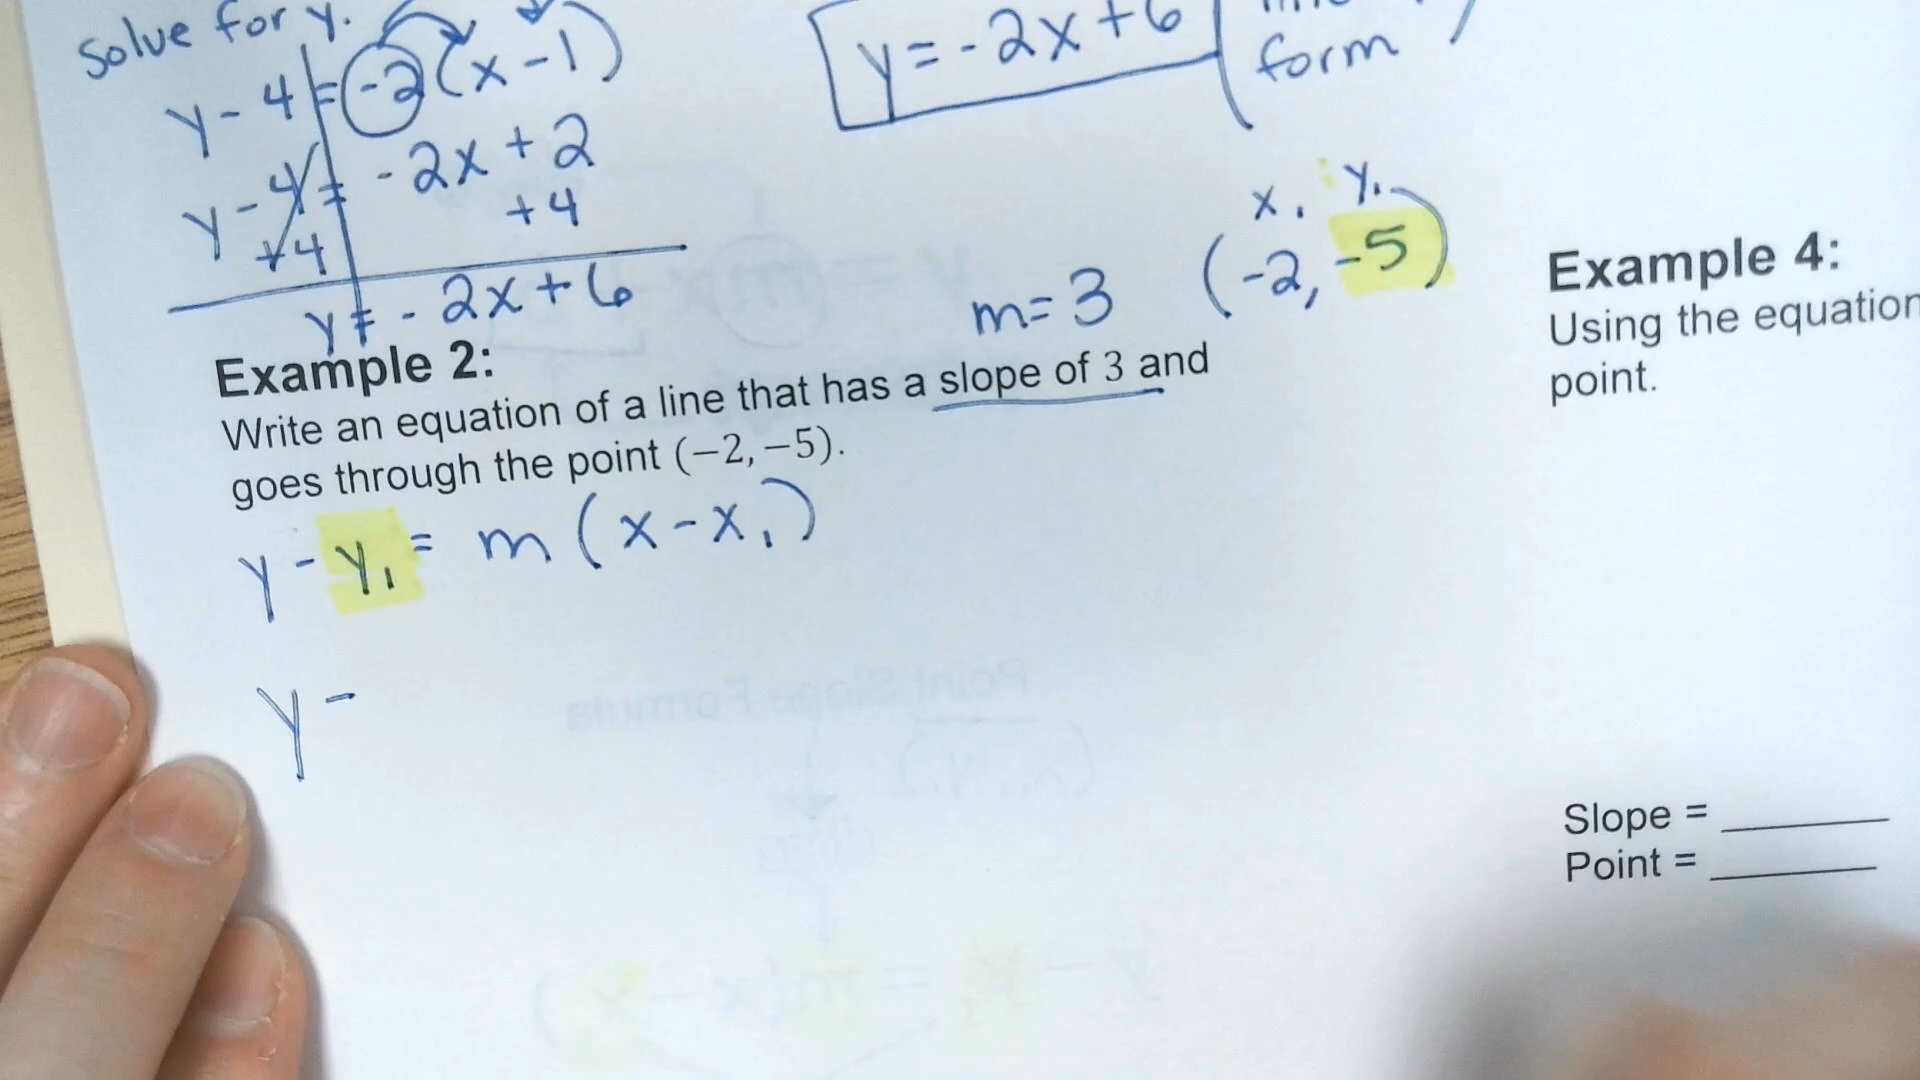 Solve for y.
y - 4 = -2(x - 1)
y - 4 = -2x + 2
+4 +4
y = -2x + 6
y = -2x + 6
form
m = 3
x₁ y₁
(-2, -5)
Example 2:
Write an equation of a line that has a slope of 3 and
goes through the point (−2, −5).
y - y₁ = m(x - x₁)
y -
Example 4:
Using the equation
point.
Slope =
Point =